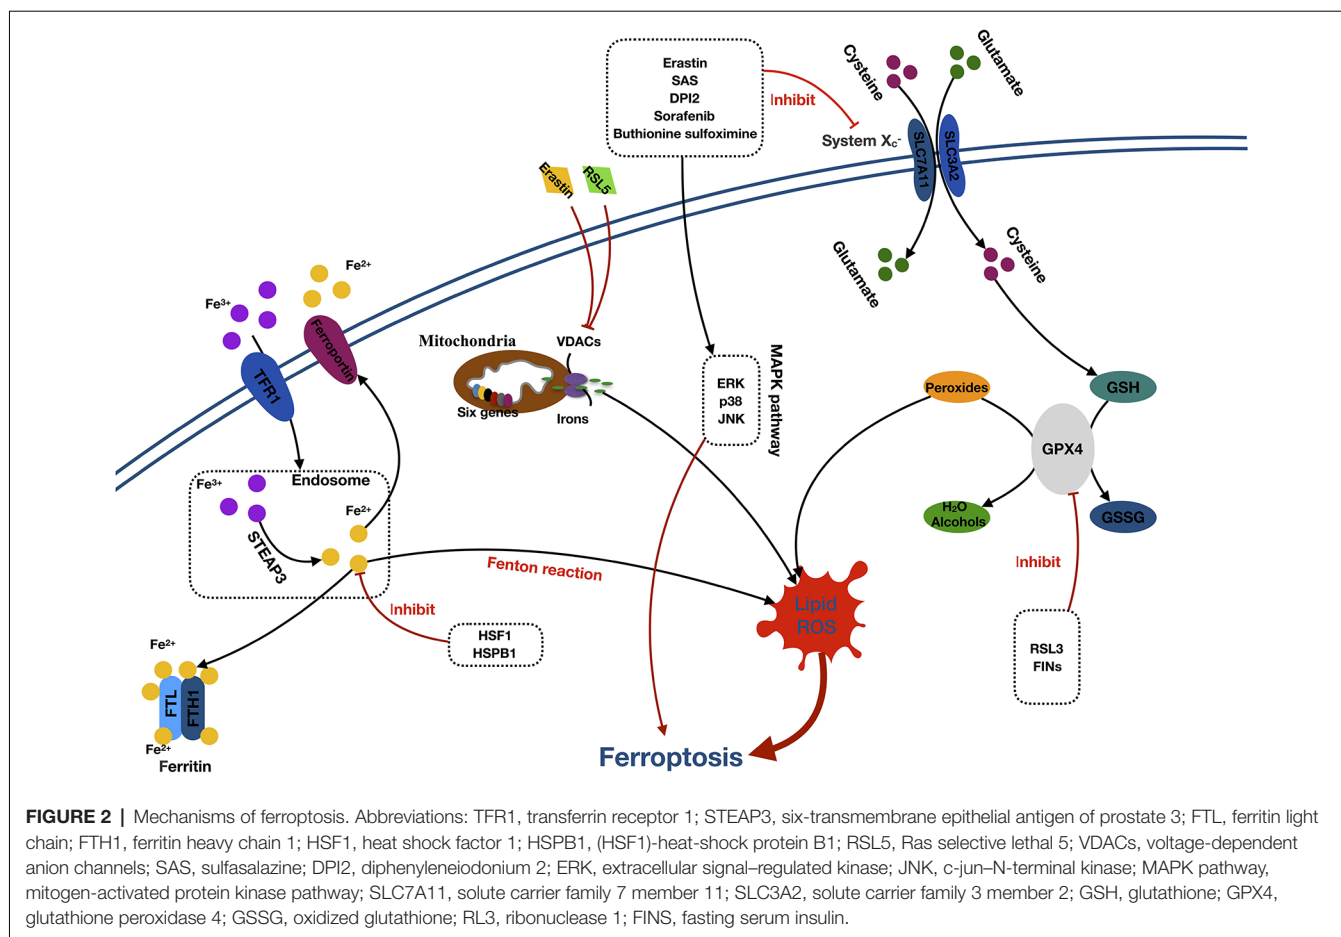 Erastin
SAS
DPI2
Sorafenib
Buthionine sulfoximine
Inhibit
Cysteine
Glutamate
System Xc-
SLC7A11
SLC3A2
Erastin
RSL5
Glutamate
Cysteine
Fe2+
Fe3+
Ferroportin
TFR1
Mitochondria
VDACs
Six genes
Irons
ERK
p38
JNK
MAPK pathway
Peroxides
GSH
GPX4
H2O
Alcohols
GSSG
Endosome
Fe3+
Fe2+
STEAP3
Fenton reaction
Inhibit
HSF1
HSPB1
Lipid
ROS
Inhibit
RSL3
FINs
Fe2+
FTL
FTH1
Fe2+
Ferritin
Ferroptosis
FIGURE 2 | Mechanisms of ferroptosis. Abbreviations: TFR1, transferrin receptor 1; STEAP3, six-transmembrane epithelial antigen of prostate 3; FTL, ferritin light
chain; FTH1, ferritin heavy chain 1; HSF1, heat shock factor 1; HSPB1, (HSF1)-heat-shock protein B1; RSL5, Ras selective lethal 5; VDACs, voltage-dependent
anion channels; SAS, sulfasalazine; DPI2, diphenyleneiodonium 2; ERK, extracellular signal–regulated kinase; JNK, c-jun–N-terminal kinase; MAPK pathway,
mitogen-activated protein kinase pathway; SLC7A11, solute carrier family 7 member 11; SLC3A2, solute carrier family 3 member 2; GSH, glutathione; GPX4,
glutathione peroxidase 4; GSSG, oxidized glutathione; RL3, ribonuclease 1; FINS, fasting serum insulin.